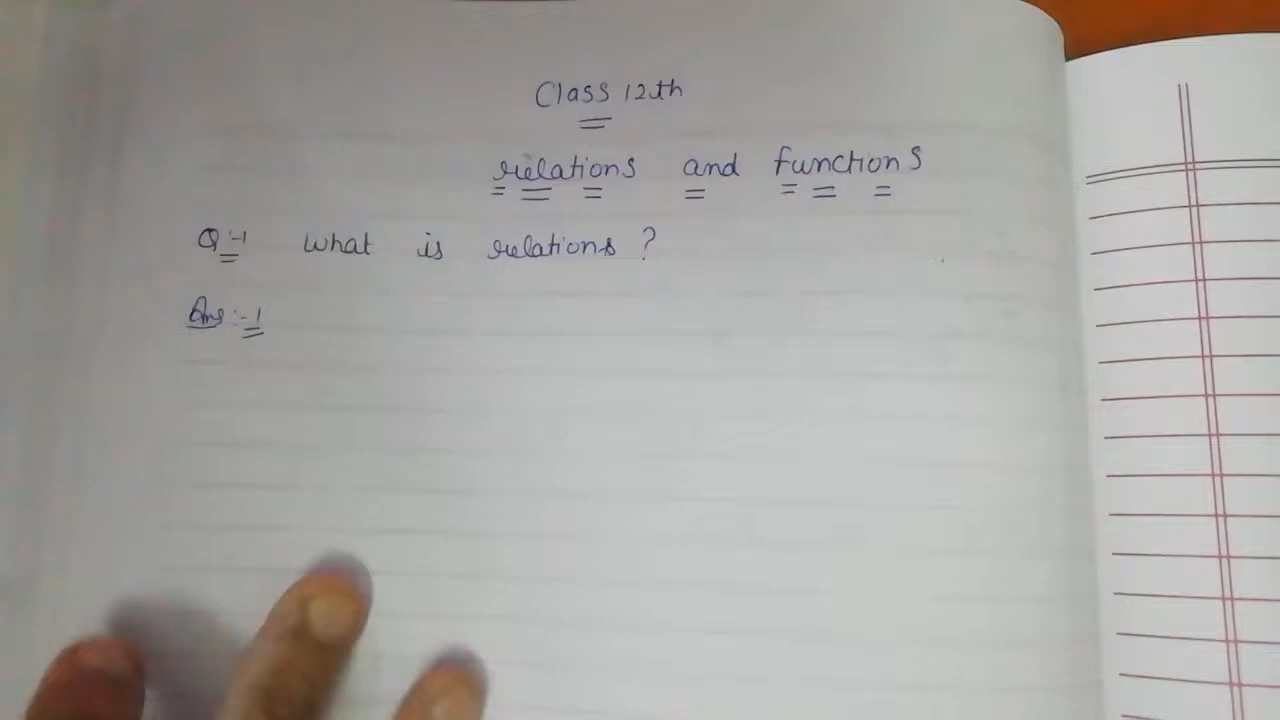 Class 12th
relations and functions
Q:-1 What is relations?
Ans:-1